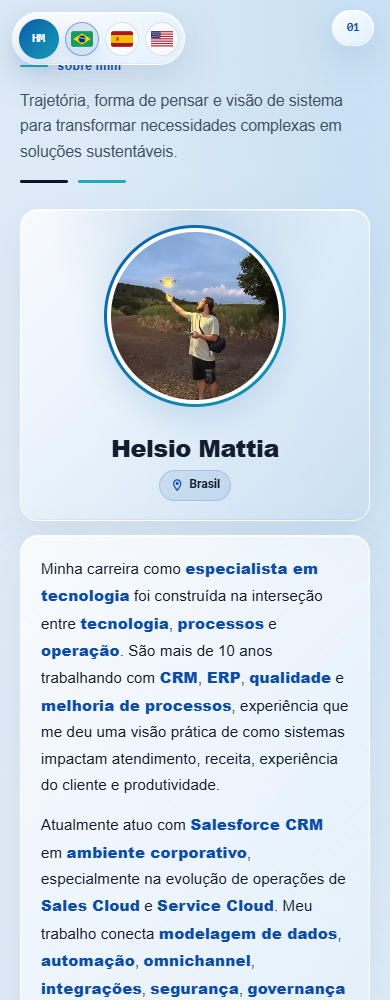 HM
01
sobre mim
Trajetória, forma de pensar e visão de sistema
para transformar necessidades complexas em
soluções sustentáveis.
Helsio Mattia
Brasil
Minha carreira como especialista em
tecnologia foi construída na interseção
entre tecnologia, processos e
operação. São mais de 10 anos
trabalhando com CRM, ERP, qualidade e
melhoria de processos, experiência que
me deu uma visão prática de como sistemas
impactam atendimento, receita, experiência
do cliente e produtividade.
Atualmente atuo com Salesforce CRM
em ambiente corporativo,
especialmente na evolução de operações de
Sales Cloud e Service Cloud. Meu
trabalho conecta modelagem de dados,
automação, omnichannel,
integrações, segurança, governança